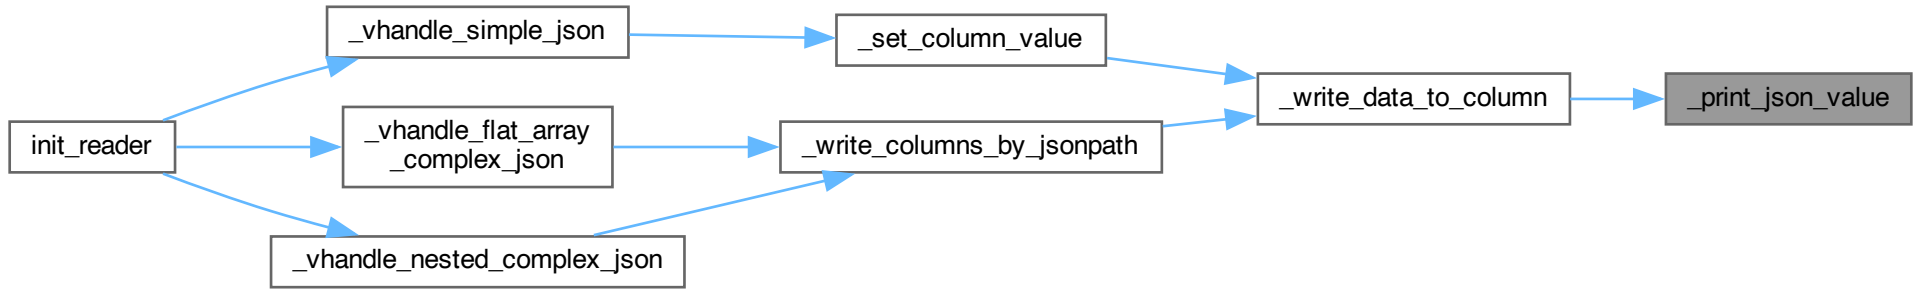 _vhandle_simple_json
_set_column_value
_write_data_to_column
_print_json_value
init_reader
_vhandle_flat_array
_complex_json
_write_columns_by_jsonpath
_vhandle_nested_complex_json